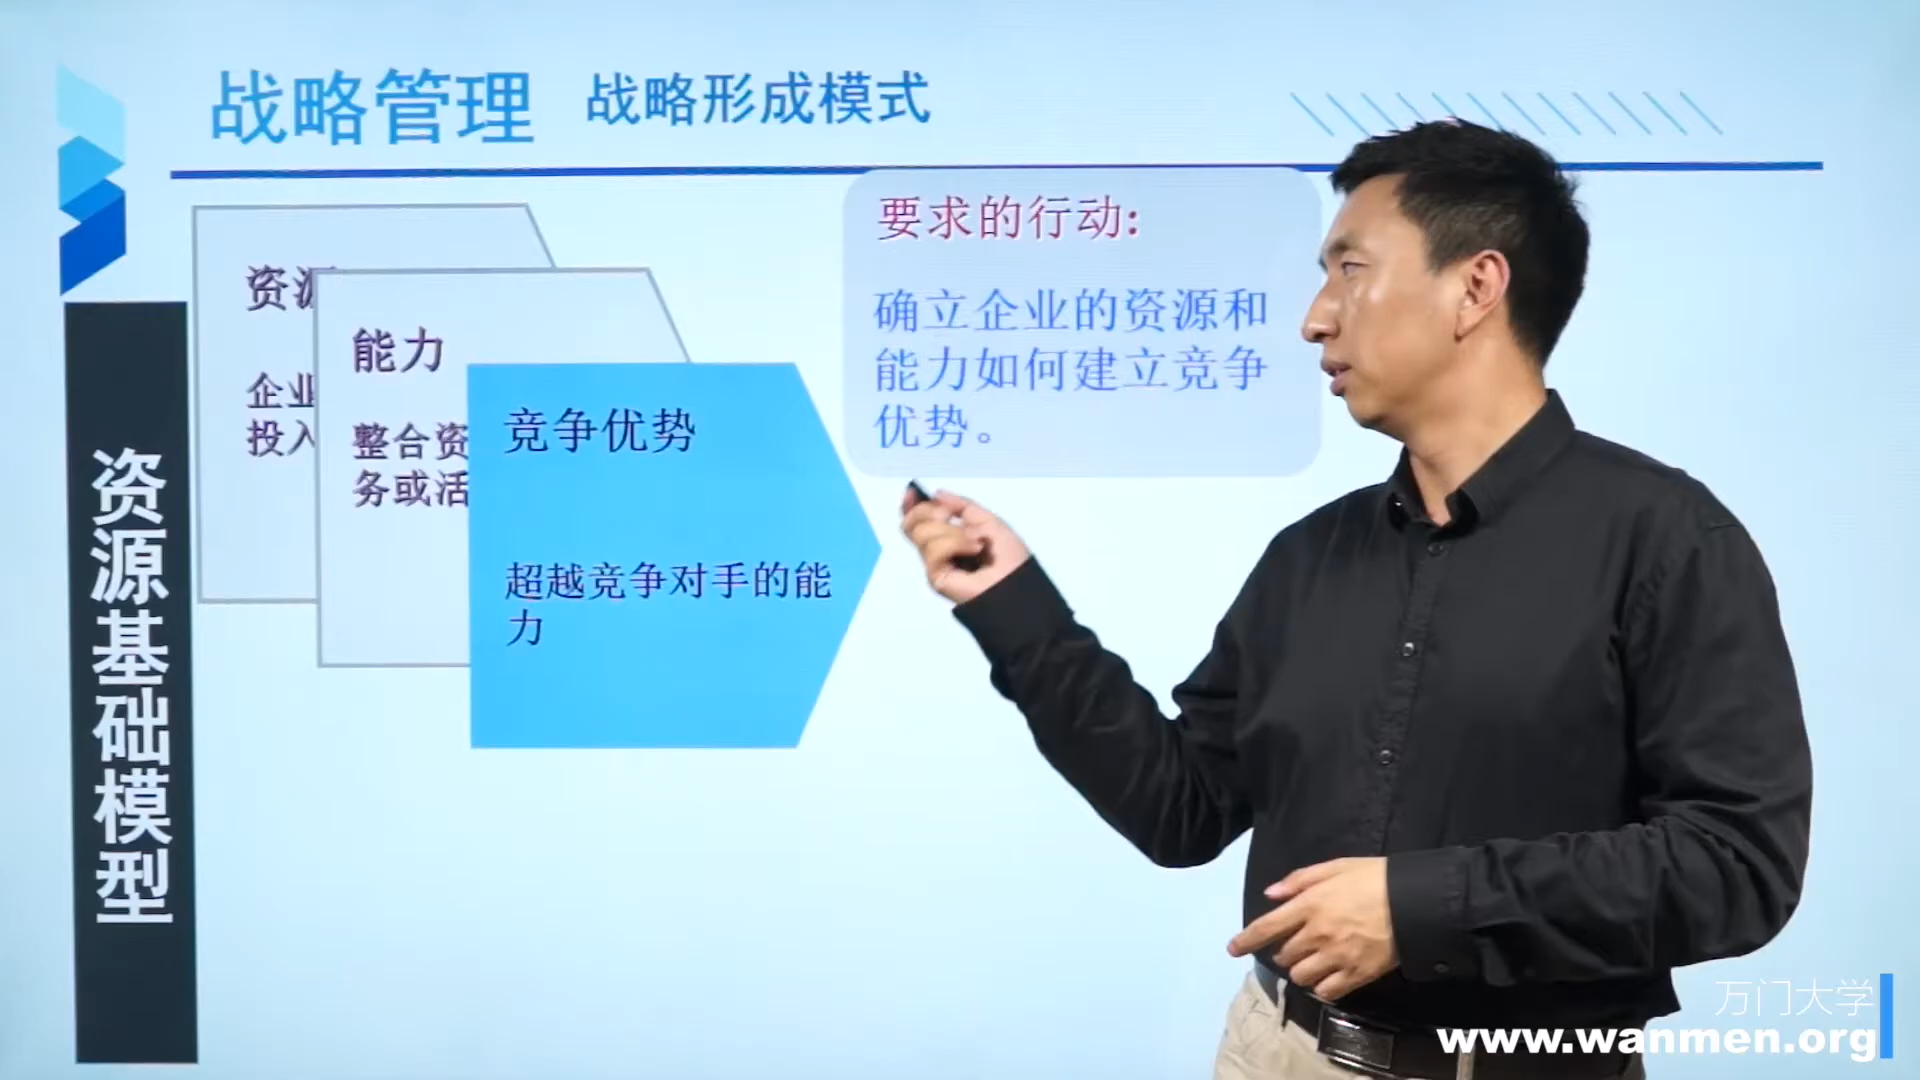 战略管理 战略形成模式
资源基础模型
资源
企业
投入
能力
整合资
务或活
竞争优势
超越竞争对手的能
力
要求的行动:
确立企业的资源和
能力如何建立竞争
优势。
万门大学
www.wanmen.org